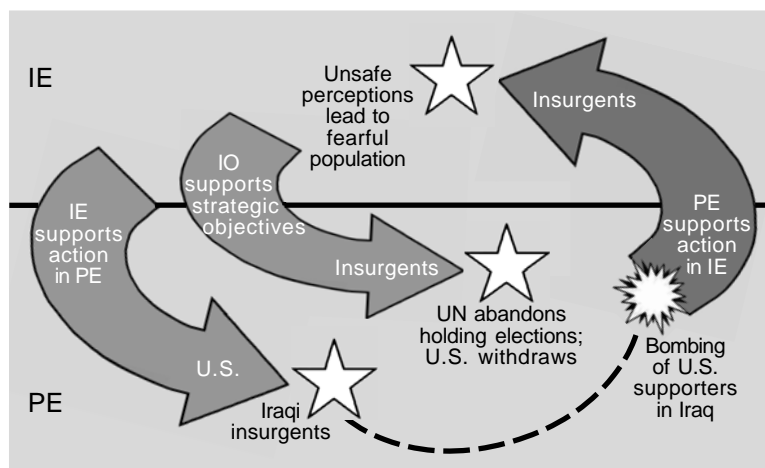 IE
Unsafe
perceptions
lead to
fearful
population
Insurgents
IO
supports
strategic
objectives
IE
supports
action
in PE
PE
supports
action
in IE
Insurgents
UN abandons
holding elections;
U.S. withdraws
Bombing
of U.S.
supporters
in Iraq
U.S.
Iraqi
insurgents
PE